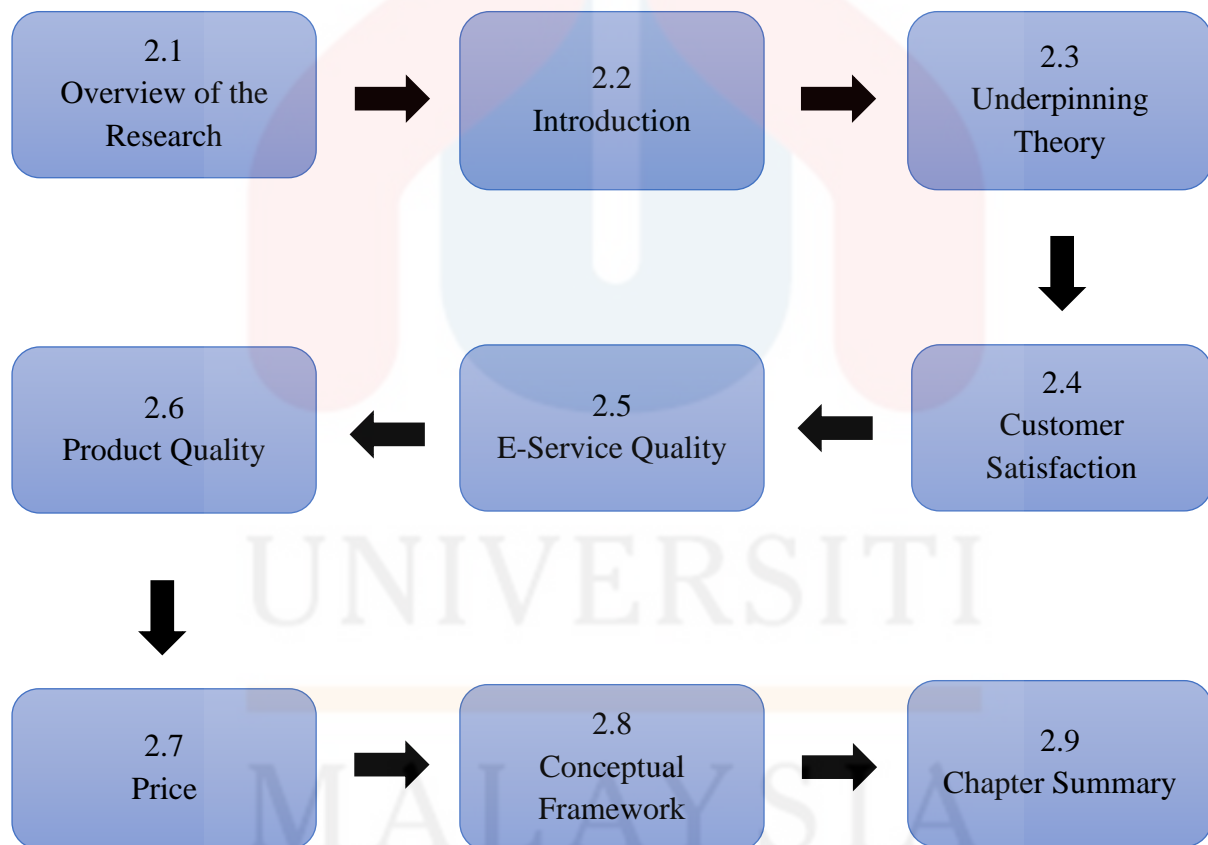 2.1
Overview of the
Research
2.2
Introduction
2.3
Underpinning
Theory
2.4
Customer
Satisfaction
2.5
E-Service Quality
2.6
Product Quality
2.7
Price
2.8
Conceptual
Framework
2.9
Chapter Summary
UNIVERSITI
MALAYSIA